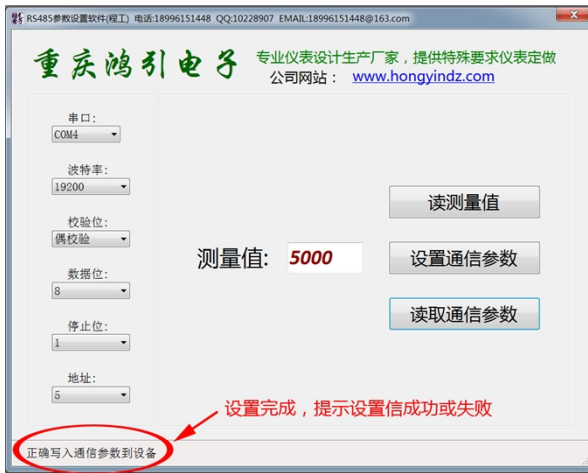 RS485参数设置软件(程工) 电话:18996151448 QQ:10228907 EMAIL:18996151448@163.com
重庆鸿引电子
专业仪表设计生产厂家，提供特殊要求仪表定做
公司网站： www.hongyindz.com
串口:
COM4
波特率:
19200
校验位:
偶校验
数据位:
8
停止位:
1
地址:
5
测量值: 5000
读测量值
设置通信参数
读取通信参数
设置完成，提示设置信成功或失败
正确写入通信参数到设备